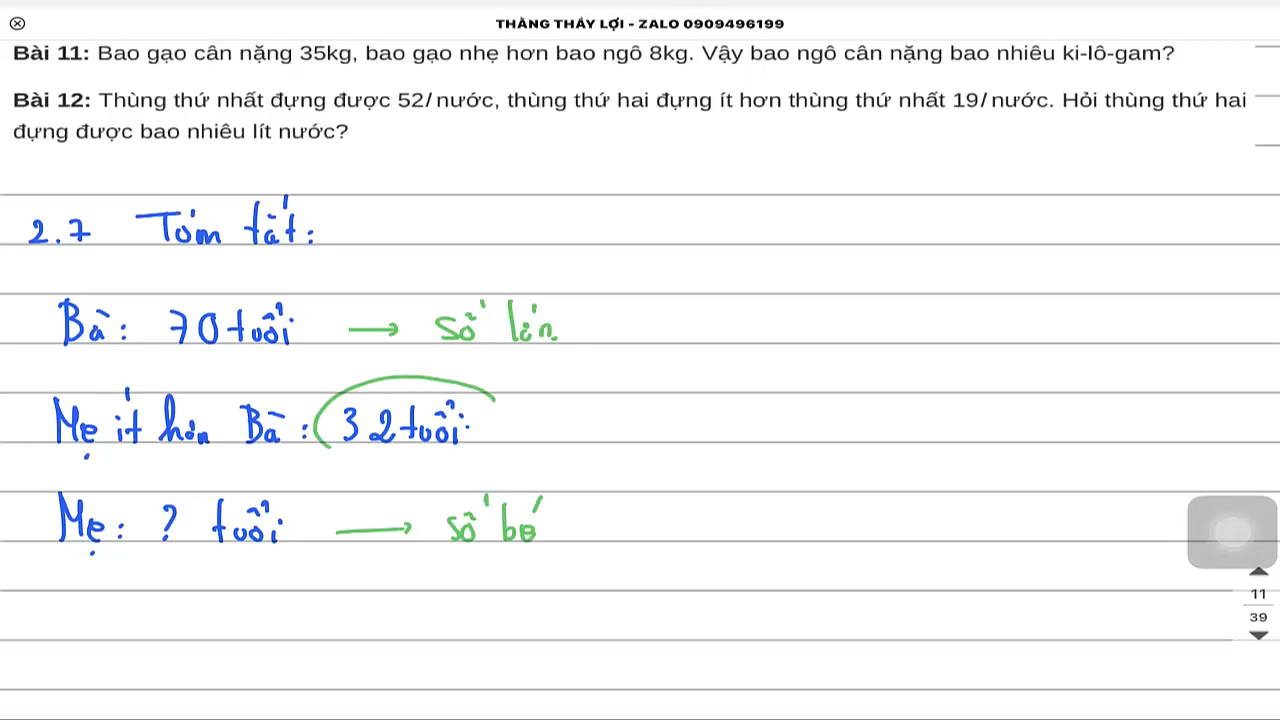 THẦNG THẦY LỢI - ZALO 0909496199
Bài 11: Bao gạo cân nặng 35kg, bao gạo nhẹ hơn bao ngô 8kg. Vậy bao ngô cân nặng bao nhiêu ki-lô-gam?
Bài 12: Thùng thứ nhất đựng được 52l nước, thùng thứ hai đựng ít hơn thùng thứ nhất 19l nước. Hỏi thùng thứ hai
đựng được bao nhiêu lít nước?
2.7 Tóm tắt:
Bà: 70 tuổi → số lớn
Mẹ ít hơn Bà: 32 tuổi
Mẹ: ? tuổi → số bé
11
39